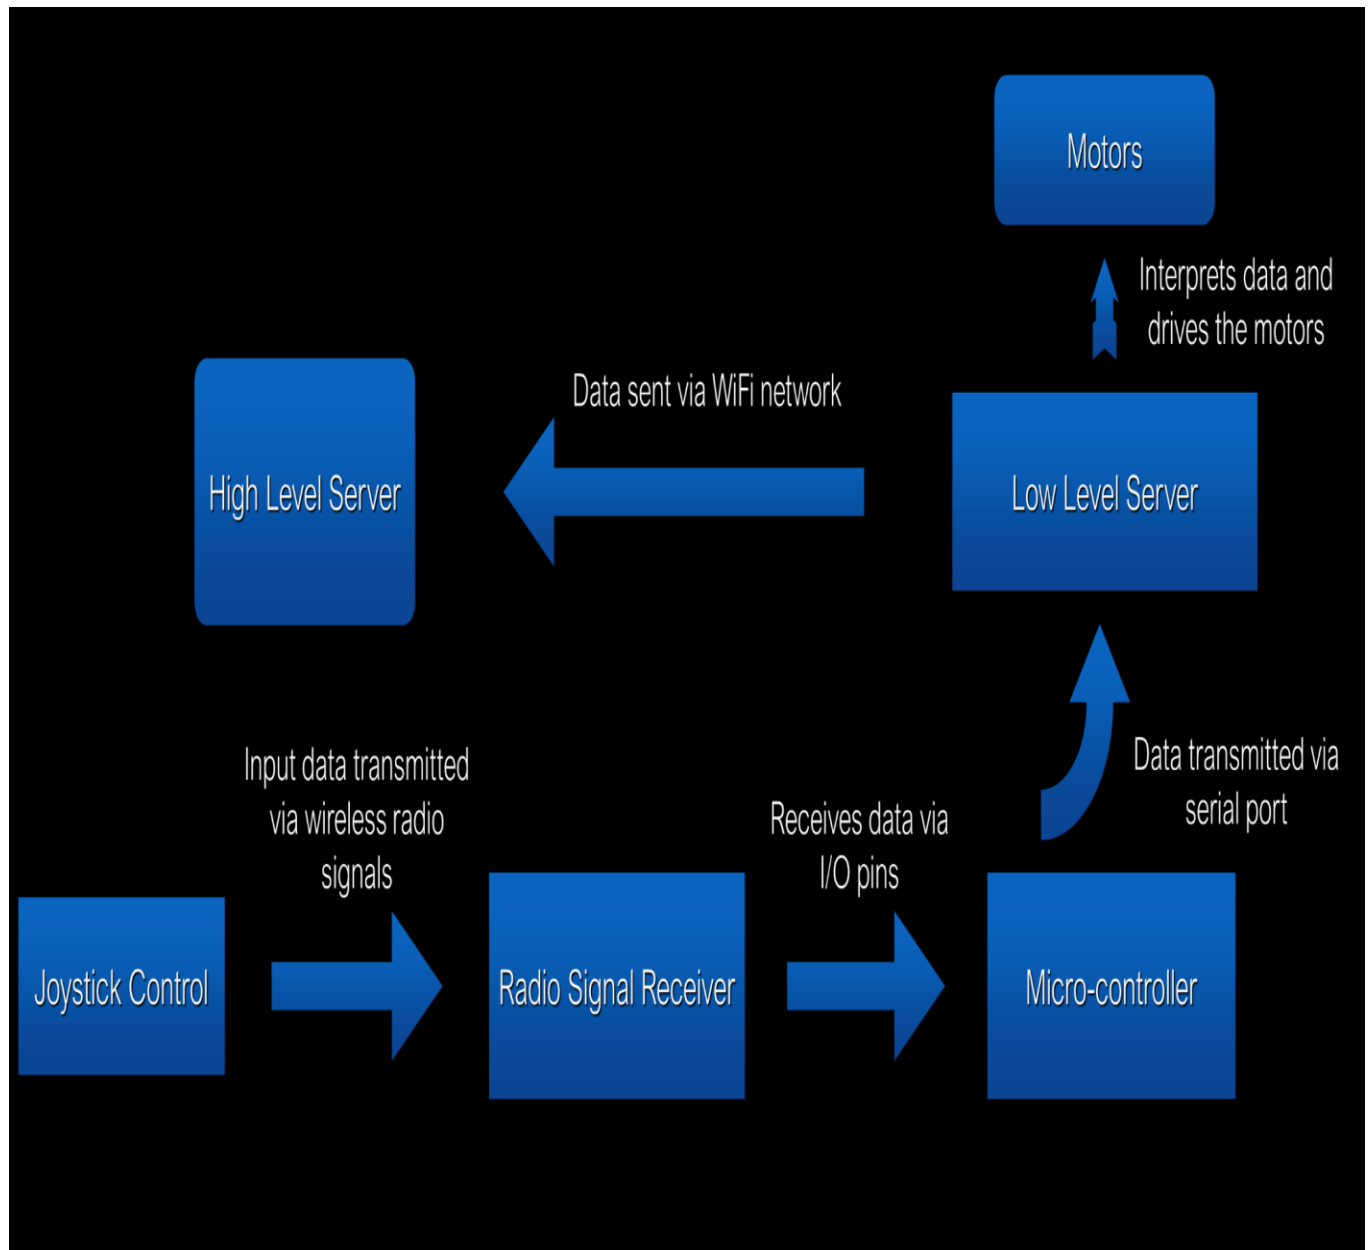 Motors
Interprets data and
drives the motors
Data sent via WiFi network
High Level Server
Low Level Server
Input data transmitted
via wireless radio
signals
Receives data via
I/O pins
Data transmitted via
serial port
Joystick Control
Radio Signal Receiver
Micro-controller